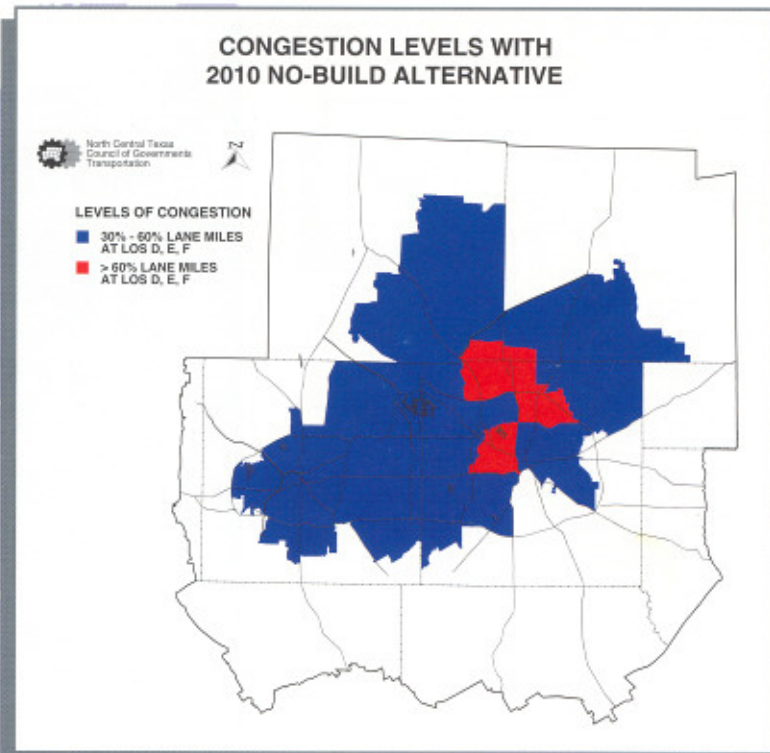 CONGESTION LEVELS WITH
2010 NO-BUILD ALTERNATIVE
North Central Texas
Council of Governments
Transportation
N
LEVELS OF CONGESTION
30% - 60% LANE MILES
AT LOS D, E, F
> 60% LANE MILES
AT LOS D, E, F